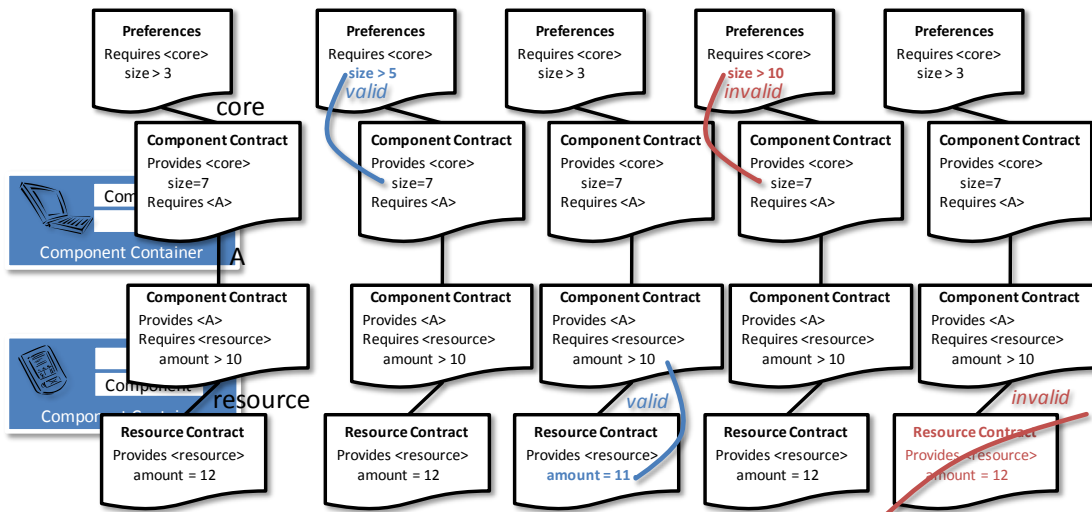 Preferences
Requires <core>
size > 3
core
Component Contract
Provides <core>
size=7
Requires <A>
Component Container
A
Component Contract
Provides <A>
Requires <resource>
amount > 10
Component
resource
Resource Contract
Provides <resource>
amount = 12
Preferences
Requires <core>
size > 5
valid
Component Contract
Provides <core>
size=7
Requires <A>
Component Contract
Provides <A>
Requires <resource>
amount > 10
Resource Contract
Provides <resource>
amount = 12
Preferences
Requires <core>
size > 3
Component Contract
Provides <core>
size=7
Requires <A>
Component Contract
Provides <A>
Requires <resource>
amount > 10
valid
Resource Contract
Provides <resource>
amount = 11
Preferences
Requires <core>
size > 10
invalid
Component Contract
Provides <core>
size=7
Requires <A>
Component Contract
Provides <A>
Requires <resource>
amount > 10
Resource Contract
Provides <resource>
amount = 12
Preferences
Requires <core>
size > 3
Component Contract
Provides <core>
size=7
Requires <A>
Component Contract
Provides <A>
Requires <resource>
amount > 10
invalid
Resource Contract
Provides <resource>
amount = 12